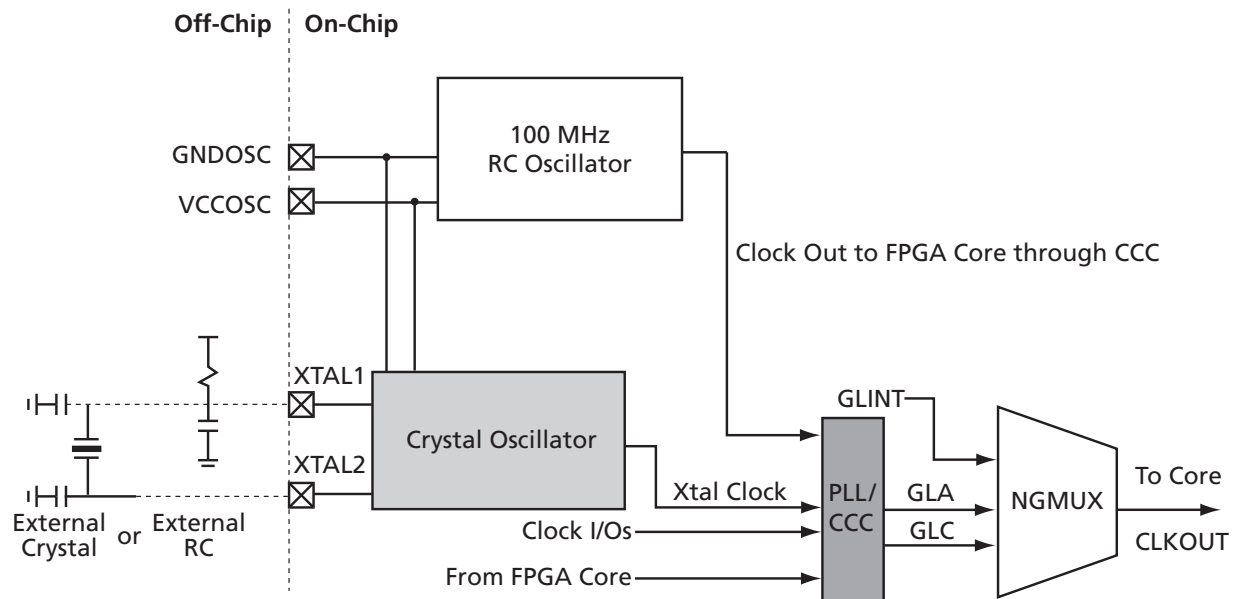 Off-Chip
On-Chip
100 MHz
RC Oscillator
GNDOSC
VCCOSC
Clock Out to FPGA Core through CCC
XTAL1
GLINT
Crystal Oscillator
XTAL2
To Core
Xtal Clock
PLL/
CCC
GLA
NGMUX
External
Crystal
or
External
RC
Clock I/Os
GLC
CLKOUT
From FPGA Core